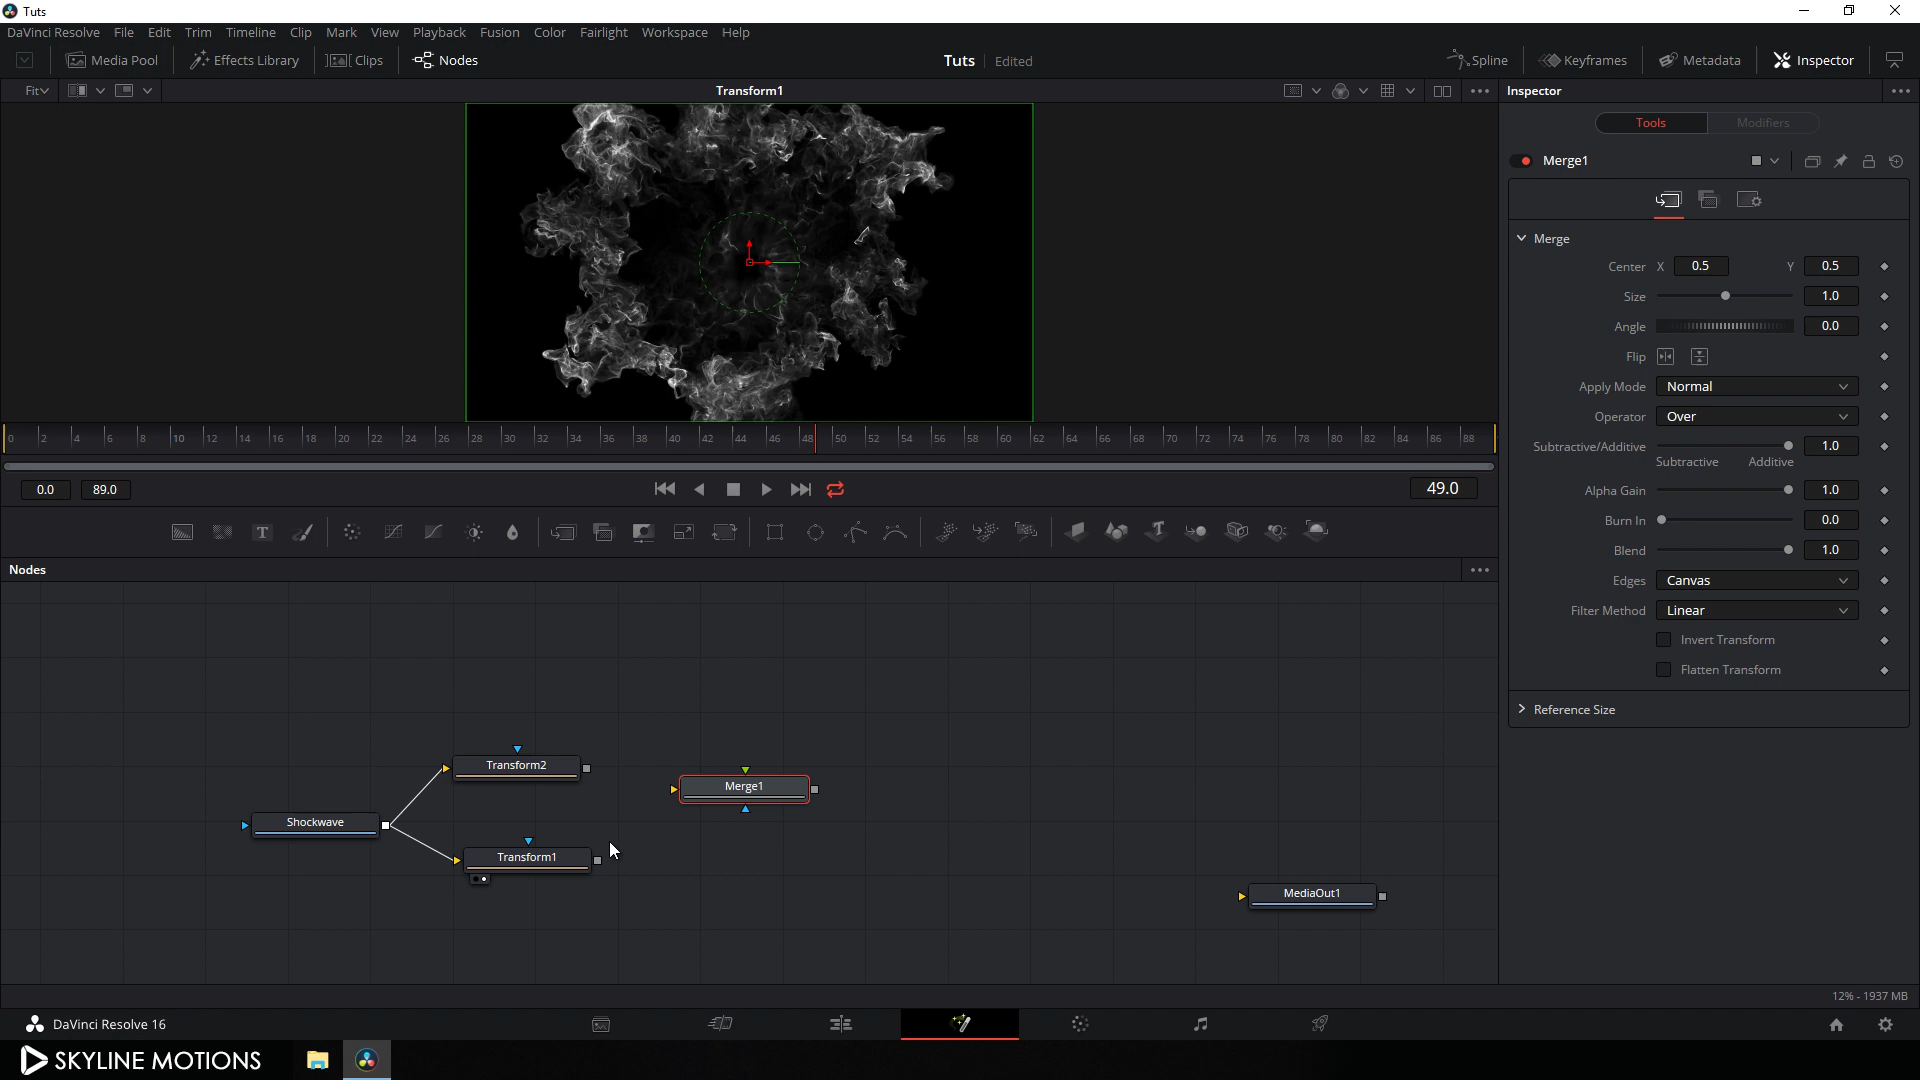 Tuts
DaVinci Resolve File Edit Trim Timeline Clip Mark View Playback Fusion Color Fairlight Workspace Help
Media Pool Effects Library Clips Nodes Tuts Edited Spline Keyframes Metadata Inspector
Fit Transform1 Inspector
Tools Modifiers
Merge1
Merge
Center X 0.5 Y 0.5
Size 1.0
Angle 0.0
Flip
Apply Mode Normal
Operator Over
Subtractive/Additive 1.0
Subtractive Additive
Alpha Gain 1.0
Burn In 0.0
Blend 1.0
Edges Canvas
Filter Method Linear
Invert Transform
Flatten Transform
Reference Size
0 2 4 6 8 10 12 14 16 18 20 22 24 26 28 30 32 34 36 38 40 42 44 46 48 50 52 54 56 58 60 62 64 66 68 70 72 74 76 78 80 82 84 86 88
0.0 89.0 49.0
Nodes
Transform2
Merge1
Shockwave
Transform1
MediaOut1
12% - 1937 MB
DaVinci Resolve 16
SKYLINE MOTIONS